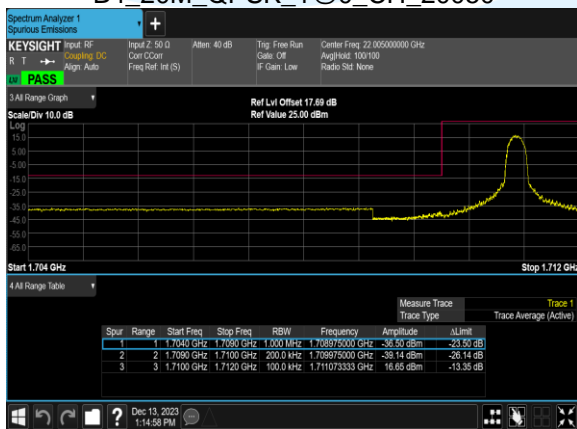 Spectrum Analyzer 1
Spurious Emissions
KEYSIGHT Input: RF Input Z: 50 Ω Atten: 40 dB Trig: Free Run Center Freq: 22.005000000 GHz
R T Coupling: DC Corr CCorr Gate: Off Avg|Hold: 100/100
Align: Auto Freq Ref: Int (S) IF Gain: Low Radio Std: None
PASS
3 All Range Graph
Ref Lvl Offset 17.69 dB
Scale/Div 10.0 dB Ref Value 25.00 dBm
Log
15.0
5.00
-5.00
-15.0
-25.0
-35.0
-45.0
-55.0
-65.0
Start 1.704 GHz Stop 1.712 GHz
4 All Range Table
Measure Trace Trace 1
Trace Type Trace Average (Active)
Spur Range Start Freq Stop Freq RBW Frequency Amplitude ΔLimit
1 1 1.7040 GHz 1.7090 GHz 1.000 MHz 1.708975000 GHz -36.50 dBm -23.50 dB
2 2 1.7090 GHz 1.7100 GHz 200.0 kHz 1.709975000 GHz -39.14 dBm -26.14 dB
3 3 1.7100 GHz 1.7120 GHz 100.0 kHz 1.711073333 GHz 16.65 dBm -13.35 dB
Dec 13, 2023
1:14:58 PM